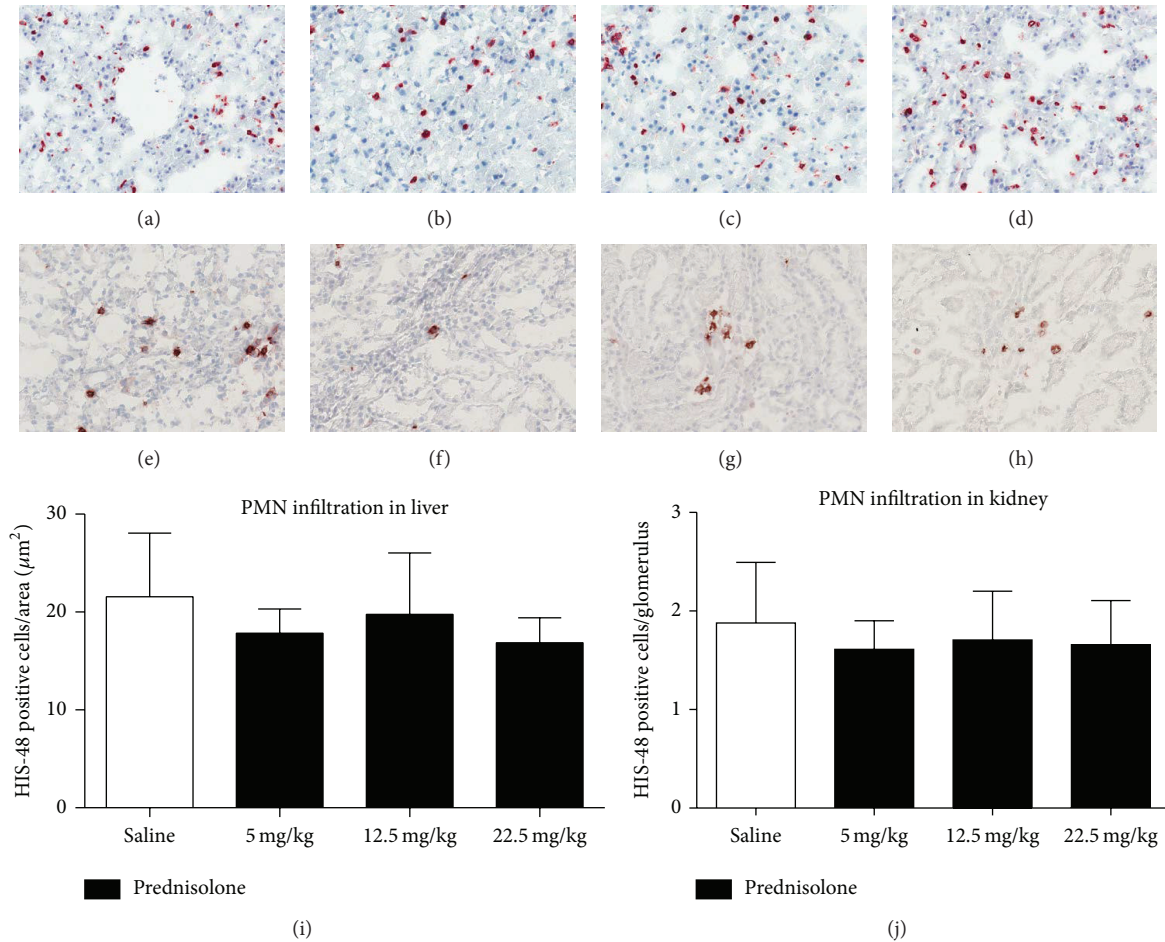 (a)
(b)
(c)
(d)
(e)
(f)
(g)
(h)
PMN infiltration in liver
HIS-48 positive cells/area (μm²)
30
20
10
0
Saline
5 mg/kg
12.5 mg/kg
22.5 mg/kg
Prednisolone
(i)
PMN infiltration in kidney
HIS-48 positive cells/glomerulus
3
2
1
0
Saline
5 mg/kg
12.5 mg/kg
22.5 mg/kg
Prednisolone
(j)